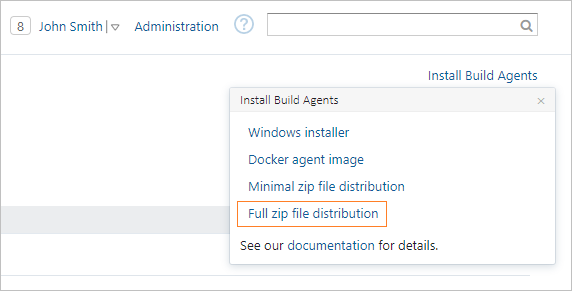 8 John Smith | Administration ?
Install Build Agents
Install Build Agents ×
Windows installer
Docker agent image
Minimal zip file distribution
Full zip file distribution
See our documentation for details.